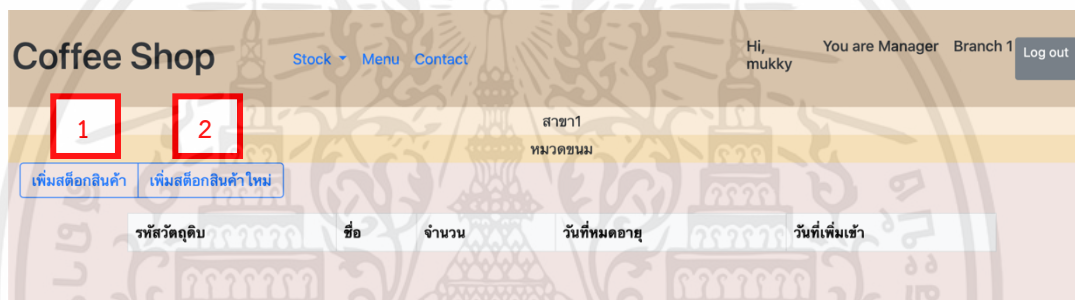 Coffee Shop Stock Menu Contact Hi, mukky You are Manager Branch 1 Log out
1 2
สาขา1
หมวดขนม
เพิ่มสต็อกสินค้า เพิ่มสต็อกสินค้าใหม่
รหัสวัตถุดิบ ชื่อ จำนวน วันที่หมดอายุ วันที่เพิ่มเข้า